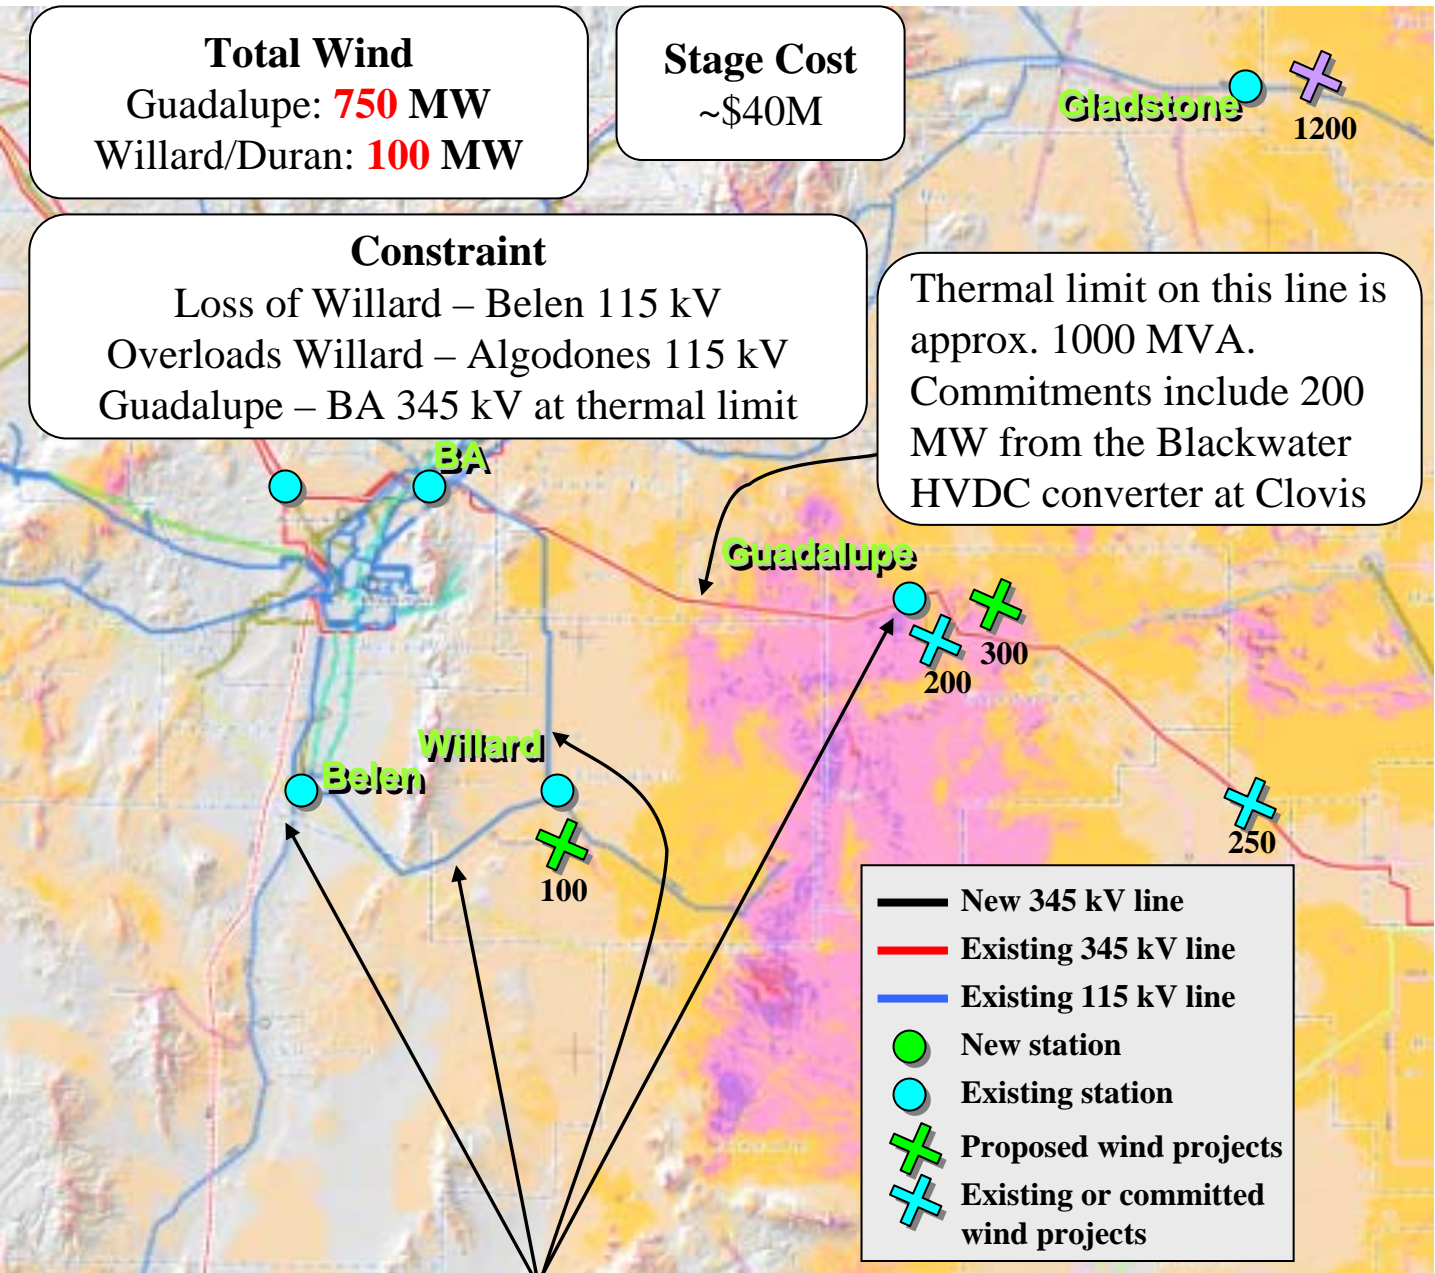 Total Wind
Guadalupe: 750 MW
Willard/Duran: 100 MW
Stage Cost
~$40M
Gladstone
1200
Constraint
Loss of Willard – Belen 115 kV
Overloads Willard – Algodones 115 kV
Guadalupe – BA 345 kV at thermal limit
Thermal limit on this line is
approx. 1000 MVA.
Commitments include 200
MW from the Blackwater
HVDC converter at Clovis
BA
Guadalupe
300
200
Willard
Belen
100
250
New 345 kV line
Existing 345 kV line
Existing 115 kV line
New station
Existing station
Proposed wind projects
Existing or committed
wind projects